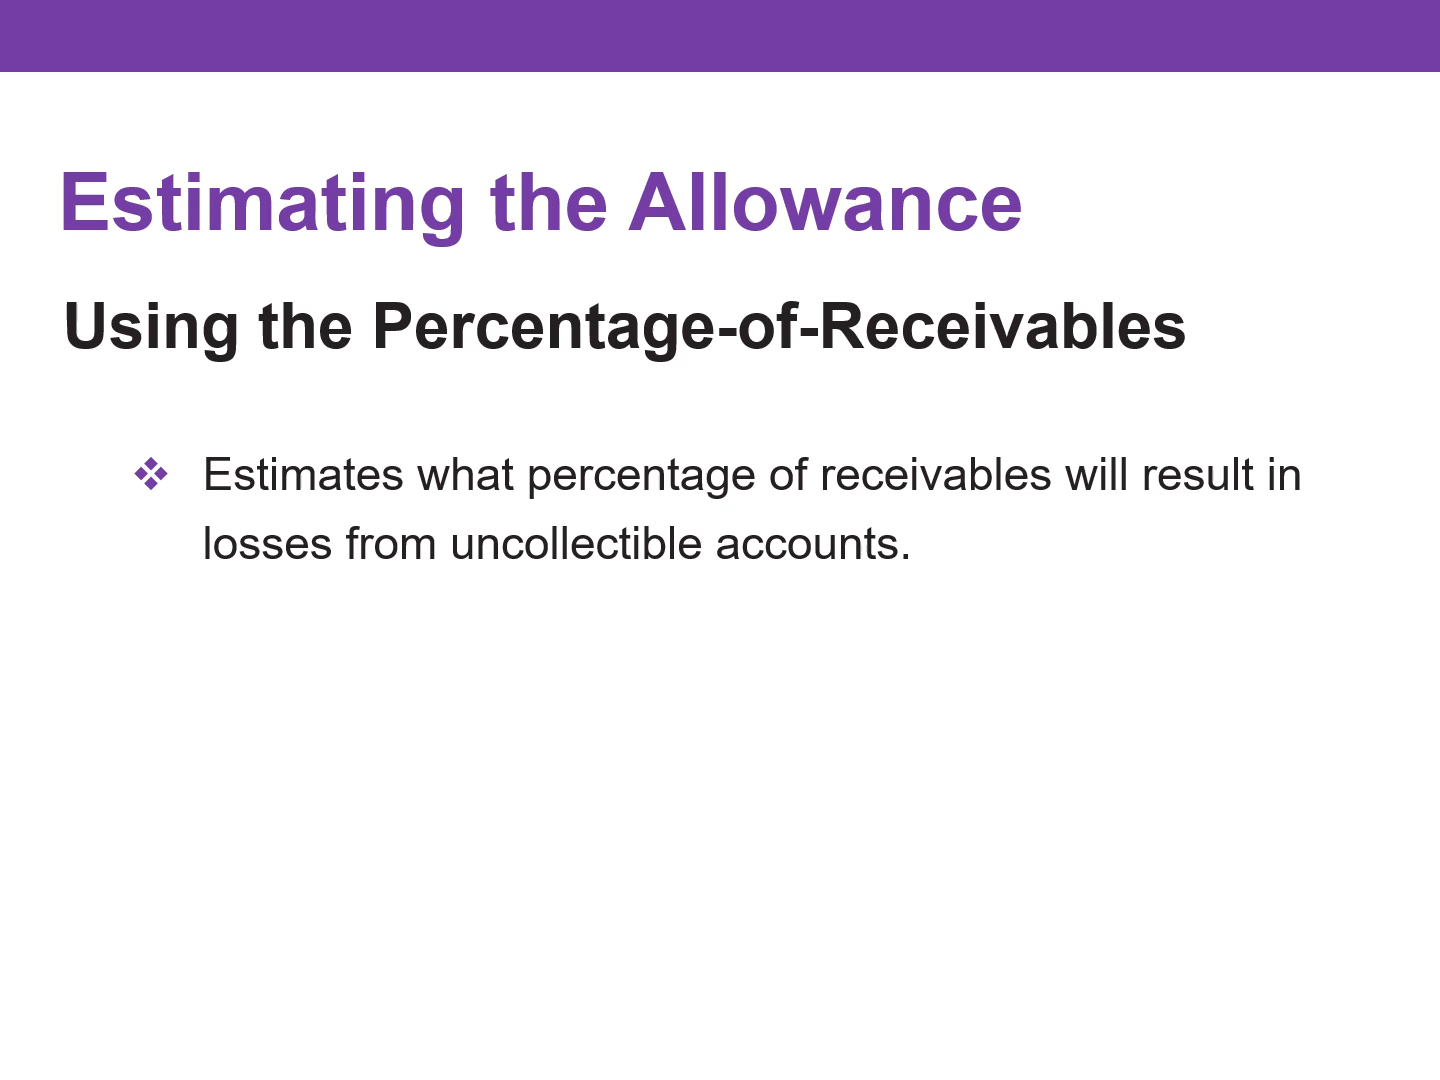 Estimating the Allowance
Using the Percentage-of-Receivables
❖ Estimates what percentage of receivables will result in
losses from uncollectible accounts.